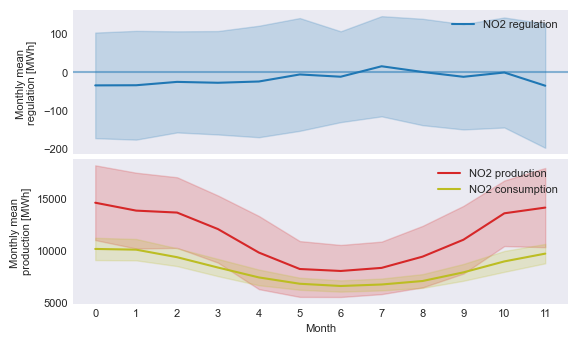 NO2 regulation
Monthly mean
regulation [MWh]
100
0
−100
−200
NO2 production
NO2 consumption
Monthly mean
production [MWh]
15000
10000
5000
0 1 2 3 4 5 6 7 8 9 10 11
Month